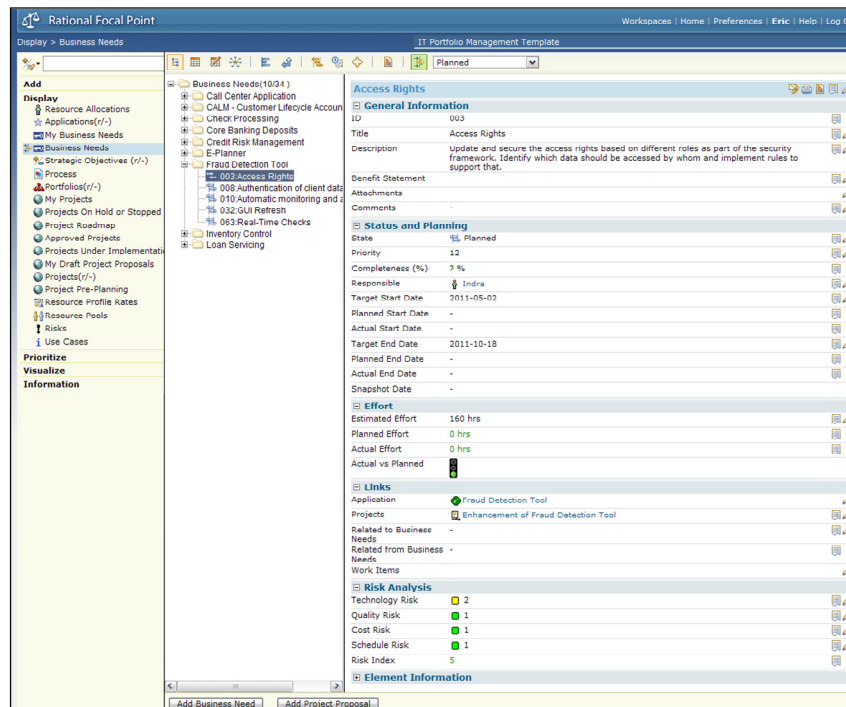 Rational Focal Point
Workspaces | Home | Preferences | Eric | Help | Log
Display > Business Needs
IT Portfolio Management Template
Planned
Add
Display
Resource Allocations
Applications(r/-)
My Business Needs
Business Needs
Strategic Objectives (r/-)
Process
Portfolios(r/-)
My Projects
Projects On Hold or Stopped
Project Roadmap
Approved Projects
Projects Under Implementati
My Draft Project Proposals
Projects(r/-)
Project Pre-Planning
Resource Profile Rates
Resource Pools
Risks
Use Cases
Prioritize
Visualize
Information
Business Needs(10/34 )
Call Center Application
CALM - Customer Lifecycle Accoun
Check Processing
Core Banking Deposits
Credit Risk Management
E-Planner
Fraud Detection Tool
003:Access Rights
008:Authentication of client data
010:Automatic monitoring and a
032:GUI Refresh
063:Real-Time Checks
Inventory Control
Loan Servicing
Access Rights
General Information
ID 003
Title Access Rights
Description Update and secure the access rights based on different roles as part of the security
framework. Identify which data should be accessed by whom and implement rules to
support that.
Benefit Statement
Attachments
Comments -
Status and Planning
State Planned
Priority 12
Completeness (%) ? %
Responsible Indra
Target Start Date 2011-05-02
Planned Start Date -
Actual Start Date -
Target End Date 2011-10-18
Planned End Date -
Actual End Date -
Snapshot Date -
Effort
Estimated Effort 160 hrs
Planned Effort 0 hrs
Actual Effort 0 hrs
Actual vs Planned
Links
Application Fraud Detection Tool
Projects Enhancement of Fraud Detection Tool
Related to Business -
Needs
Related from Business -
Needs
Work Items
Risk Analysis
Technology Risk 2
Quality Risk 1
Cost Risk 1
Schedule Risk 1
Risk Index 5
Element Information
Add Business Need Add Project Proposal